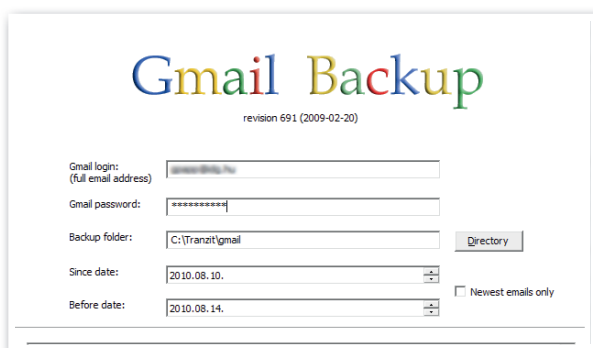 Gmail Backup
revision 691 (2009-02-20)
Gmail login:
(full email address)
Gmail password: **********
Backup folder: C:\Tranzit\gmail Directory
Since date: 2010.08.10.
Newest emails only
Before date: 2010.08.14.